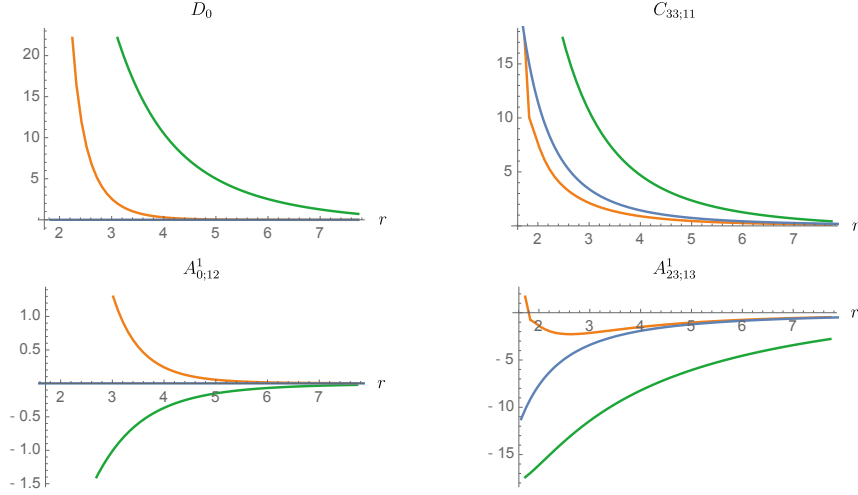 D_0
20
15
10
5
2 3 4 5 6 7 r
C_{33;11}
15
10
5
2 3 4 5 6 7 r
A^1_{0;12}
1.0
0.5
- 0.5
- 1.0
- 1.5
2 3 4 5 6 7 r
A^1_{23;13}
2 3 4 5 6 7 r
- 5
- 10
- 15